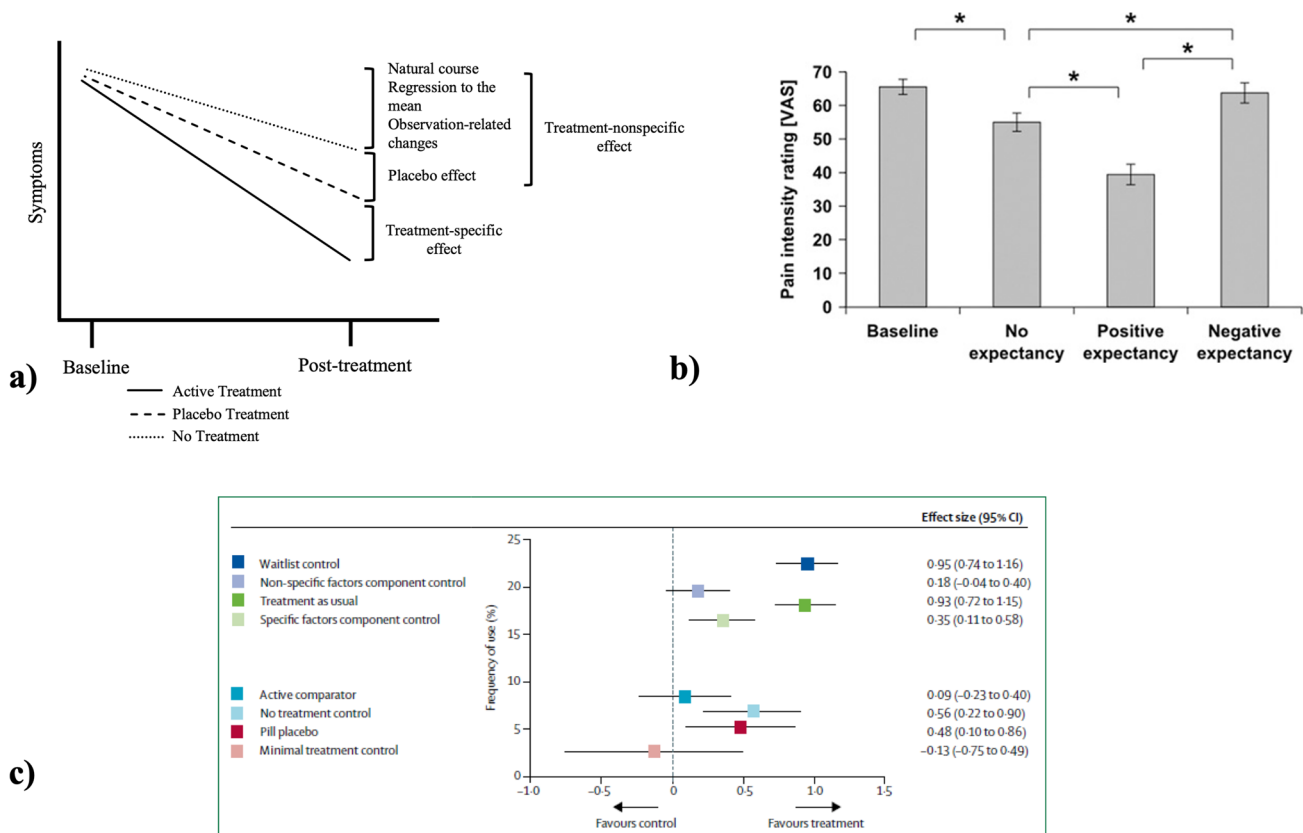 Symptoms
Natural course
Regression to the
mean
Observation-related
changes
Placebo effect
Treatment-specific
effect
Treatment-nonspecific
effect
Baseline
Post-treatment
a)
Active Treatment
Placebo Treatment
No Treatment
* * * *
Pain intensity rating [VAS]
70
60
50
40
30
20
10
0
Baseline
No
expectancy
Positive
expectancy
Negative
expectancy
b)
Effect size (95% CI)
Waitlist control 0·95 (0·74 to 1·16)
Non-specific factors component control 0·18 (–0·04 to 0·40)
Treatment as usual 0·93 (0·72 to 1·15)
Specific factors component control 0·35 (0·11 to 0·58)
Active comparator 0·09 (–0·23 to 0·40)
No treatment control 0·56 (0·22 to 0·90)
Pill placebo 0·48 (0·10 to 0·86)
Minimal treatment control –0·13 (–0·75 to 0·49)
Frequency of use (%)
25
20
15
10
5
0
–1·0 –0·5 0 0·5 1·0 1·5
Favours control Favours treatment
c)